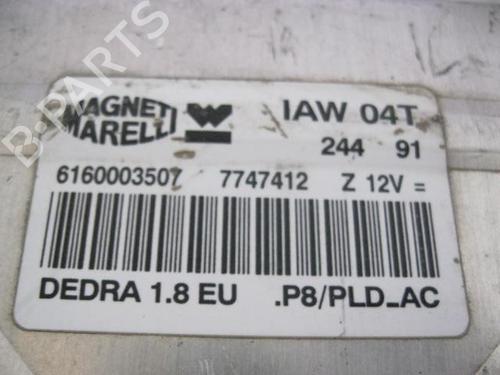 MAGNETI
MARELLI
IAW 04T
244 91
6160003507 7747412 Z 12V =
DEDRA 1.8 EU .P8/PLD_AC
B-PARTS